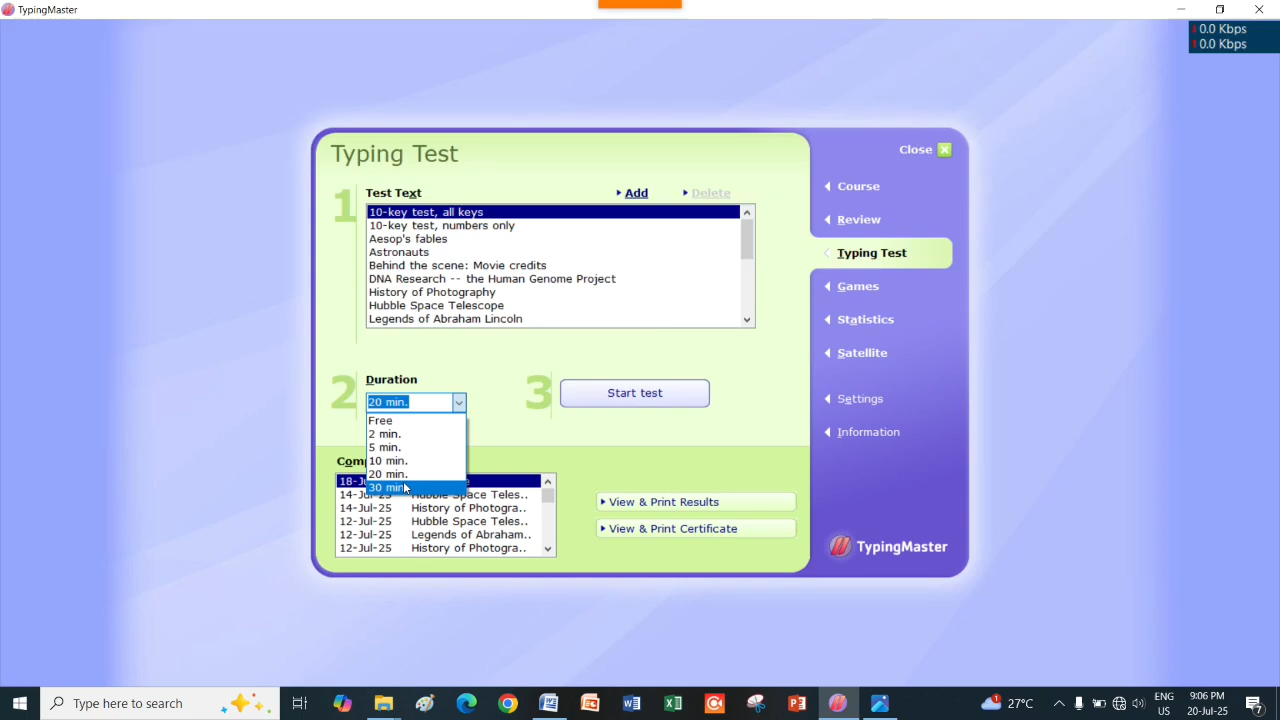 TypingMaster
0.0 Kbps
0.0 Kbps
Typing Test
Close
1
Test Text
Add
Delete
10-key test, all keys
10-key test, numbers only
Aesop's fables
Astronauts
Behind the scene: Movie credits
DNA Research -- the Human Genome Project
History of Photography
Hubble Space Telescope
Legends of Abraham Lincoln
Course
Review
Typing Test
Games
Statistics
Satellite
Settings
Information
2
Duration
20 min.
Free
2 min.
5 min.
10 min.
20 min.
30 min
3
Start test
18-Ju
14-Jul-25 Hubble Space Teles..
14-Jul-25 History of Photogra..
12-Jul-25 Hubble Space Teles..
12-Jul-25 Legends of Abraham..
12-Jul-25 History of Photogra..
View & Print Results
View & Print Certificate
TypingMaster
Type here to search
1
27°C
ENG
US
9:06 PM
20-Jul-25
7